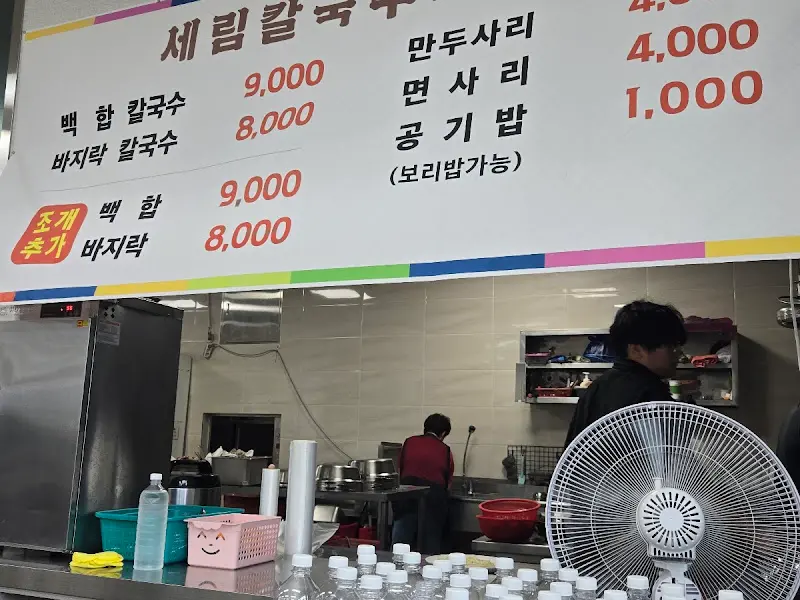 세림칼국수
백 합 칼국수 9,000
바지락 칼국수 8,000
조개
추가
백 합 9,000
바지락 8,000
만두사리
면 사 리 4,000
공 기 밥 1,000
(보리밥가능)